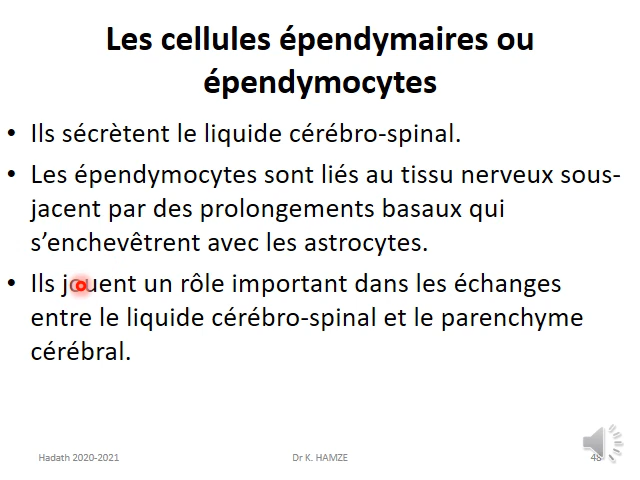 Les cellules épendymaires ou
épendymocytes
• Ils sécrètent le liquide cérébro-spinal.
• Les épendymocytes sont liés au tissu nerveux sous-
jacent par des prolongements basaux qui
s’enchevêtrent avec les astrocytes.
• Ils jouent un rôle important dans les échanges
entre le liquide cérébro-spinal et le parenchyme
cérébral.
Hadath 2020-2021 Dr K. HAMZE 48